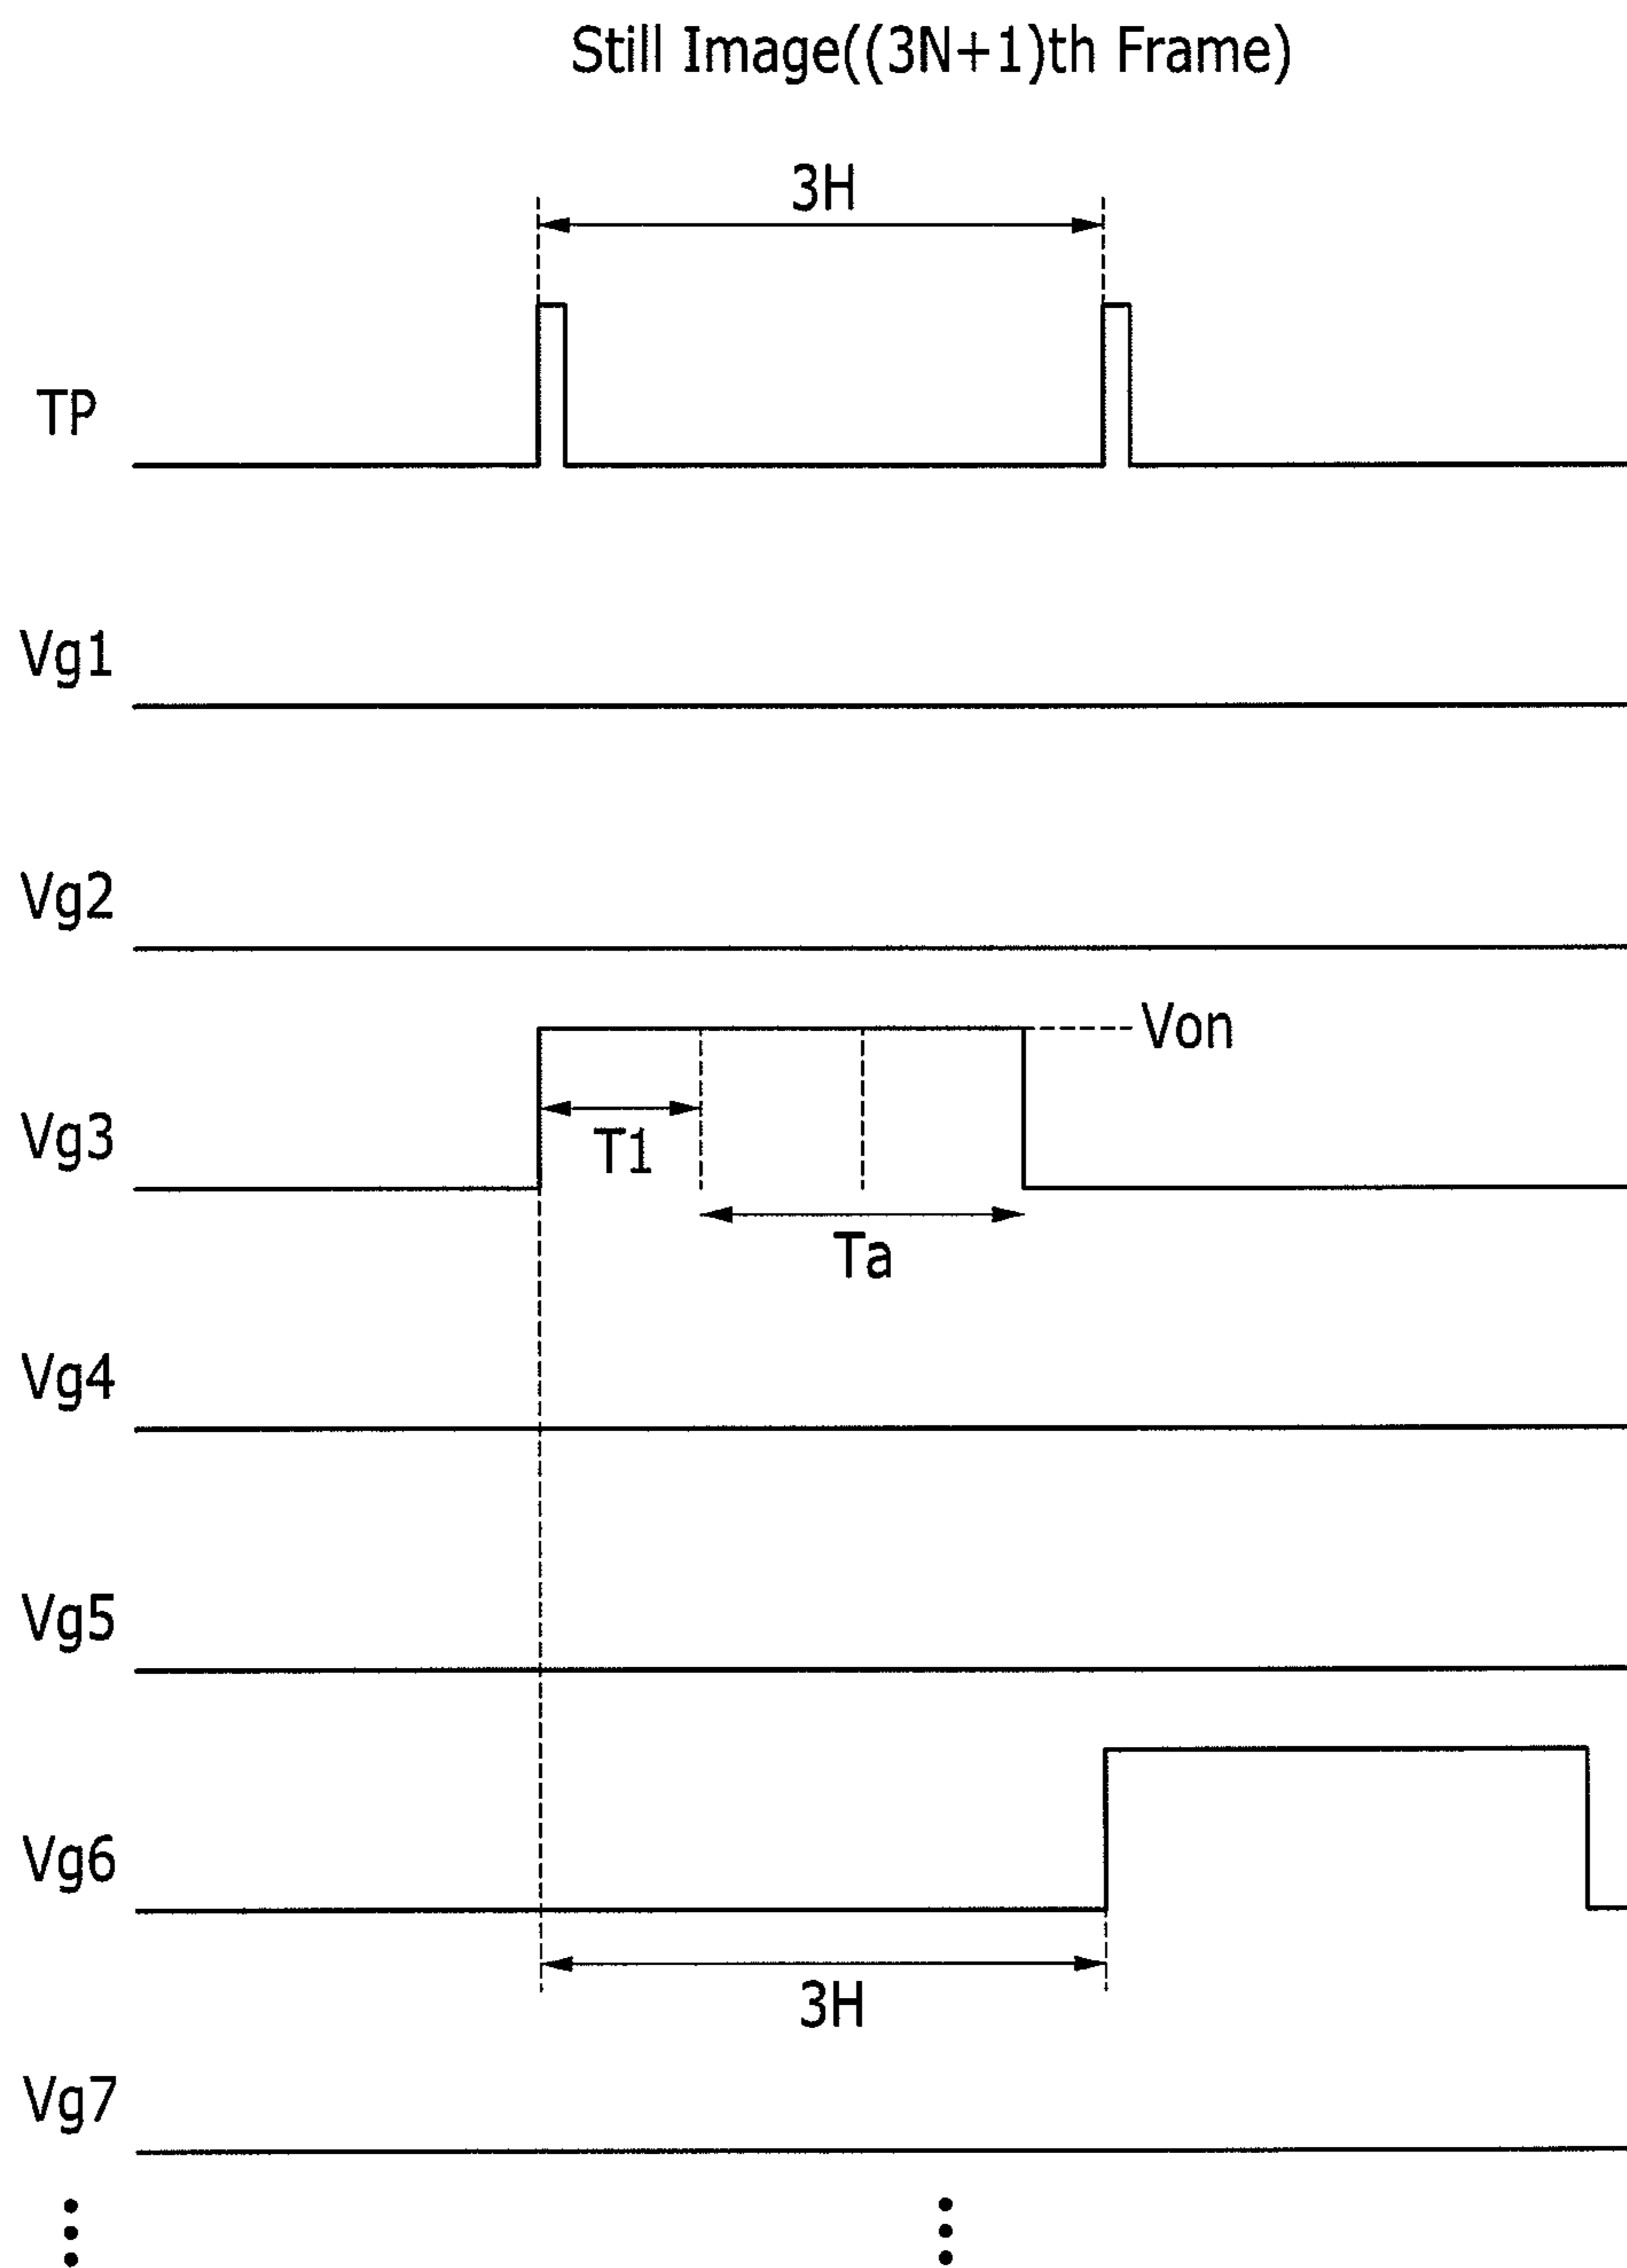 Still Image((3N+1)th Frame)
3H
TP
Vg1
Vg2
Von
Vg3
T1
Ta
Vg4
Vg5
Vg6
3H
Vg7